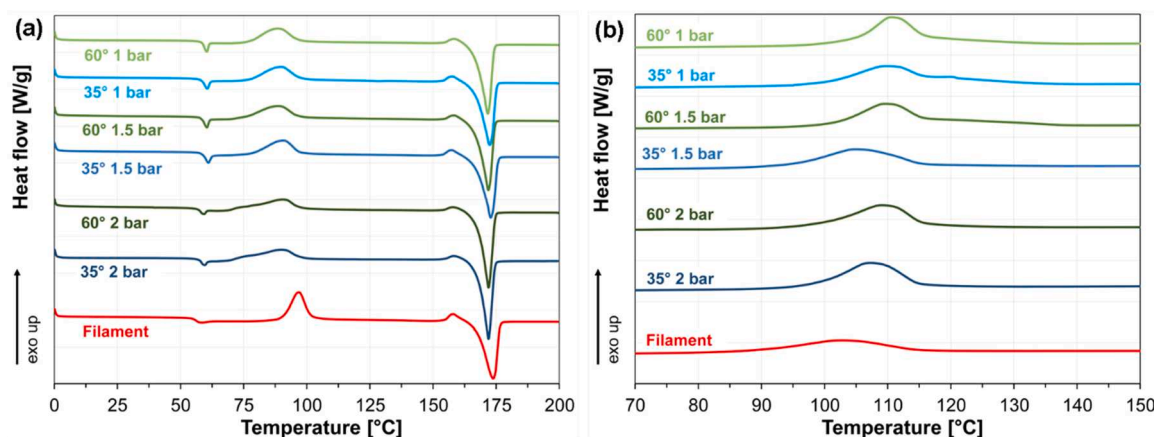 (a)
Heat flow [W/g]
exo up
60° 1 bar
35° 1 bar
60° 1.5 bar
35° 1.5 bar
60° 2 bar
35° 2 bar
Filament
0 25 50 75 100 125 150 175 200
Temperature [°C]
(b)
Heat flow [W/g]
exo up
60° 1 bar
35° 1 bar
60° 1.5 bar
35° 1.5 bar
60° 2 bar
35° 2 bar
Filament
70 80 90 100 110 120 130 140 150
Temperature [°C]